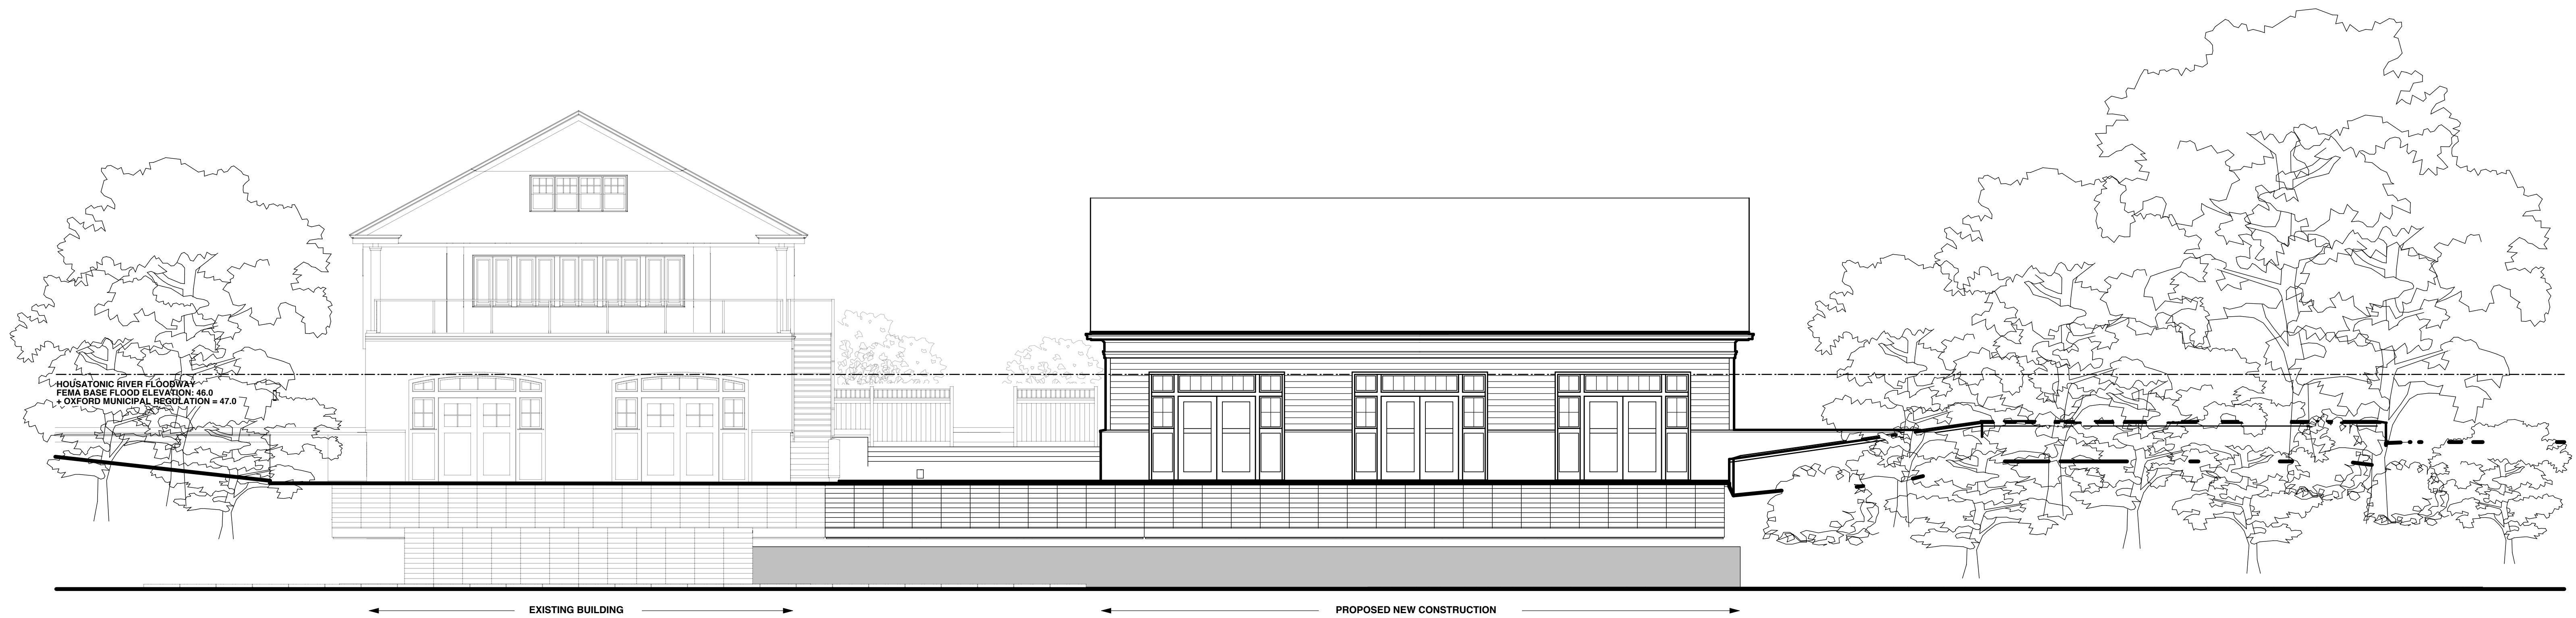 HOUSATONIC RIVER FLOODWAY
FEMA BASE FLOOD ELEVATION: 46.0
+ OXFORD MUNICIPAL REGULATION = 47.0
EXISTING BUILDING
PROPOSED NEW CONSTRUCTION